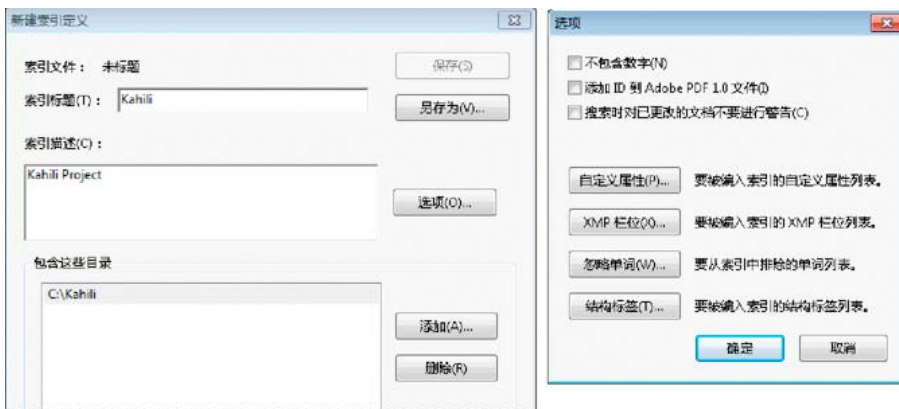 新建索引定义
索引文件： 未标题
保存(S)
索引标题(T)： Kahili
另存为(V)...
索引描述(C)：
Kahili Project
选项(O)...
包含这些目录
C:\Kahili
添加(A)...
删除(R)
选项
不包含数字(N)
添加 ID 到 Adobe PDF 1.0 文件(I)
搜索时对已更改的文档不要进行警告(C)
自定义属性(P)... 要被编入索引的自定义属性列表。
XMP 栏位(X)... 要被编入索引的 XMP 栏位列表。
忽略单词(W)... 要从索引中排除的单词列表。
结构标签(T)... 要被编入索引的结构标签列表。
确定 取消